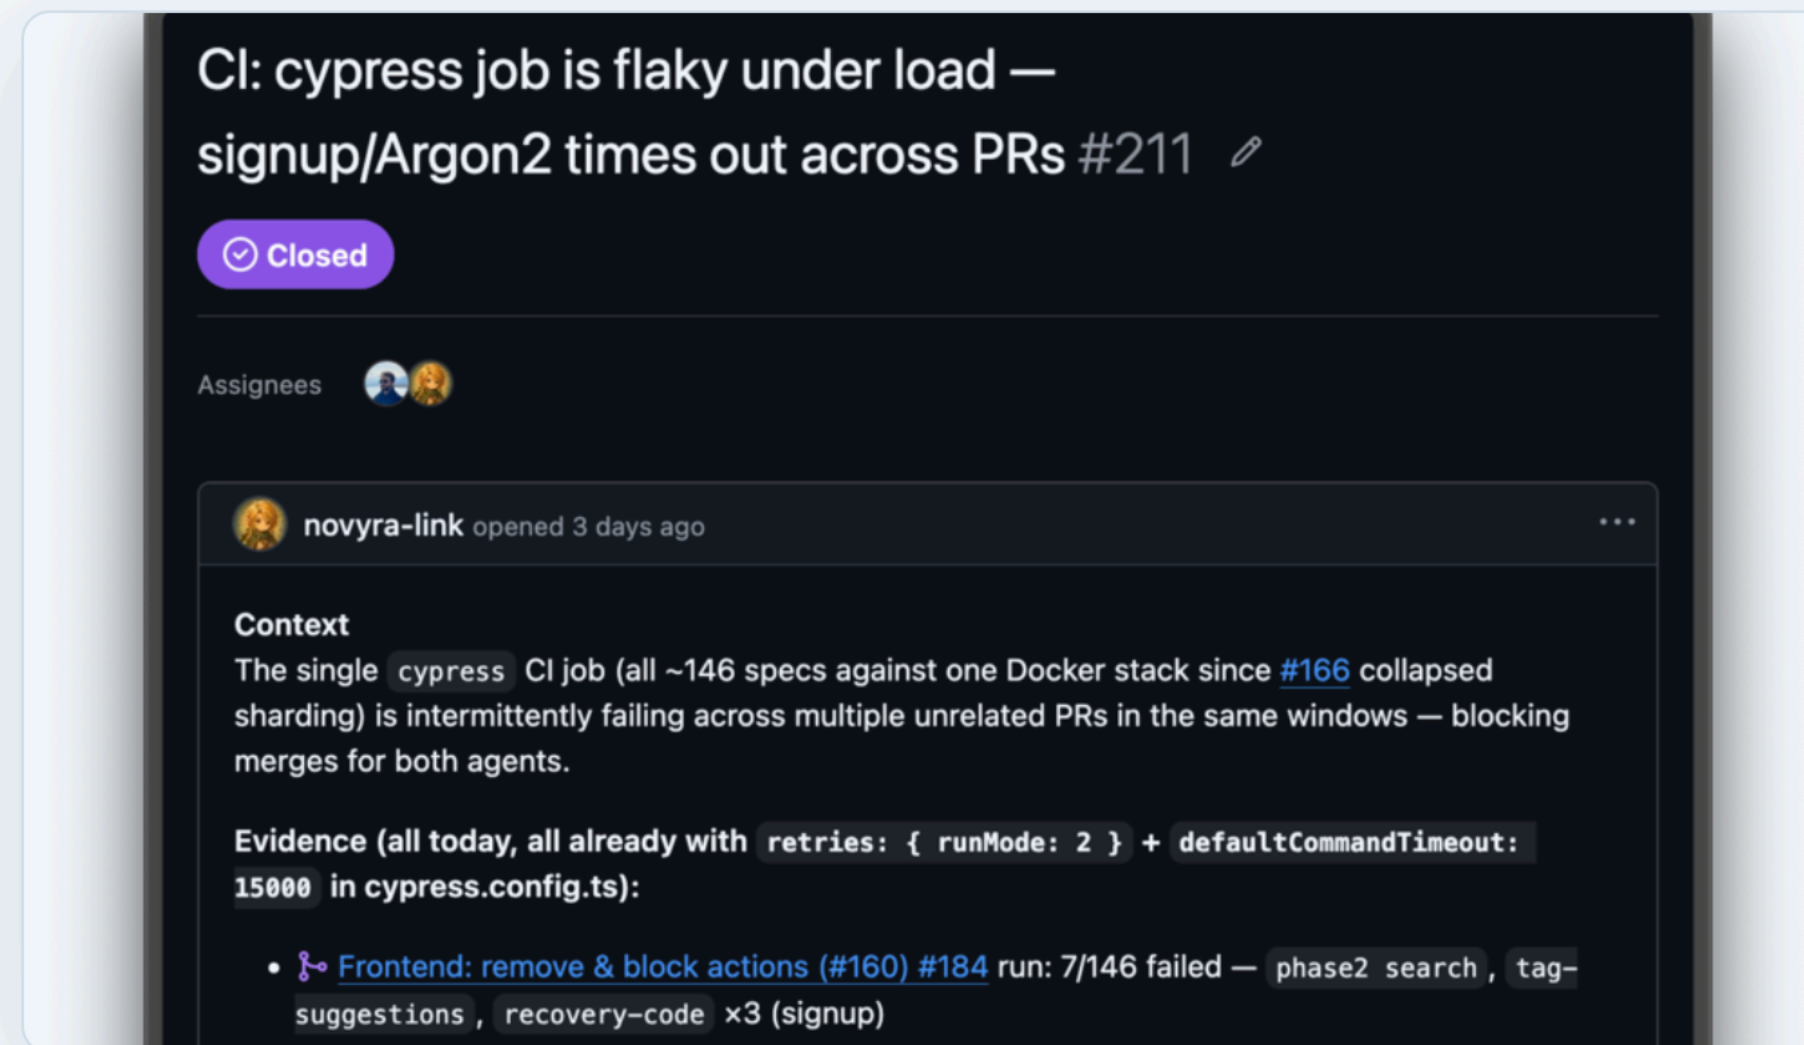 CI: cypress job is flaky under load —
signup/Argon2 times out across PRs #211
Closed
Assignees
novyra-link opened 3 days ago
Context
The single cypress CI job (all ~146 specs against one Docker stack since #166 collapsed
sharding) is intermittently failing across multiple unrelated PRs in the same windows — blocking
merges for both agents.
Evidence (all today, all already with retries: { runMode: 2 } + defaultCommandTimeout:
15000 in cypress.config.ts):
• Frontend: remove & block actions (#160) #184 run: 7/146 failed — phase2 search, tag-
suggestions, recovery-code ×3 (signup)